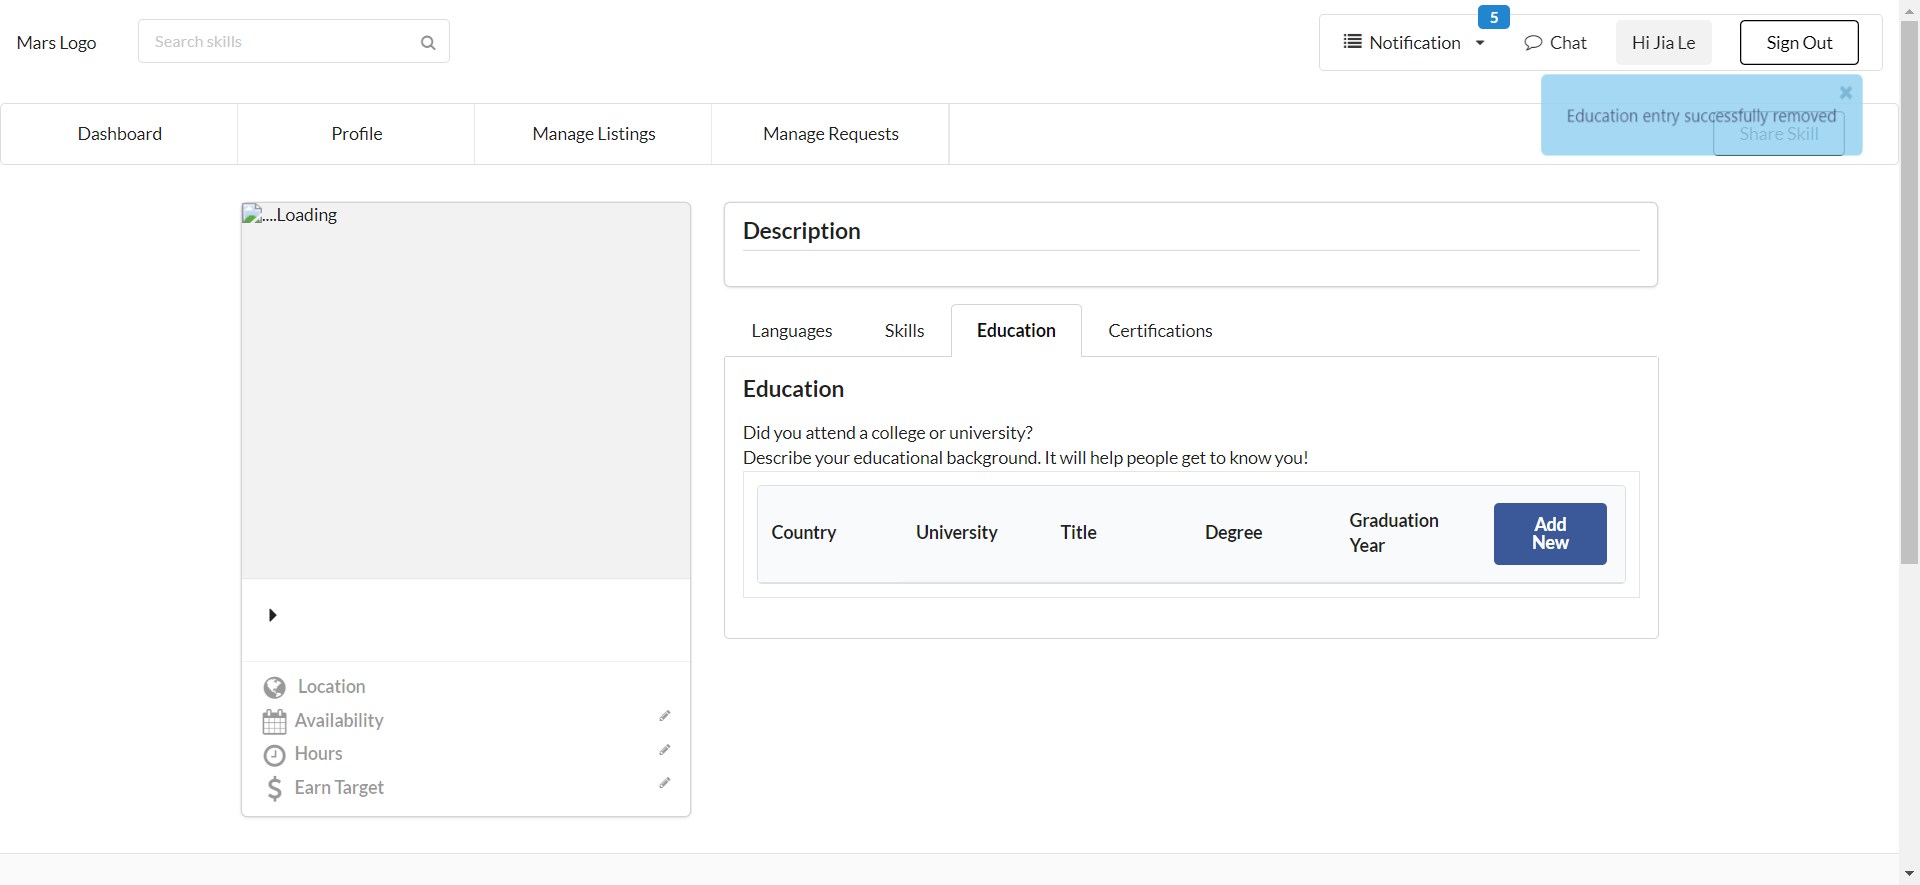 Mars Logo
Search skills
5
Notification
Chat
Hi Jia Le
Sign Out
Education entry successfully removed
Dashboard
Profile
Manage Listings
Manage Requests
Share Skill
....Loading
Description
Languages
Skills
Education
Certifications
Education
Did you attend a college or university?
Describe your educational background. It will help people get to know you!
Country
University
Title
Degree
Graduation
Year
Add
New
Location
Availability
Hours
Earn Target